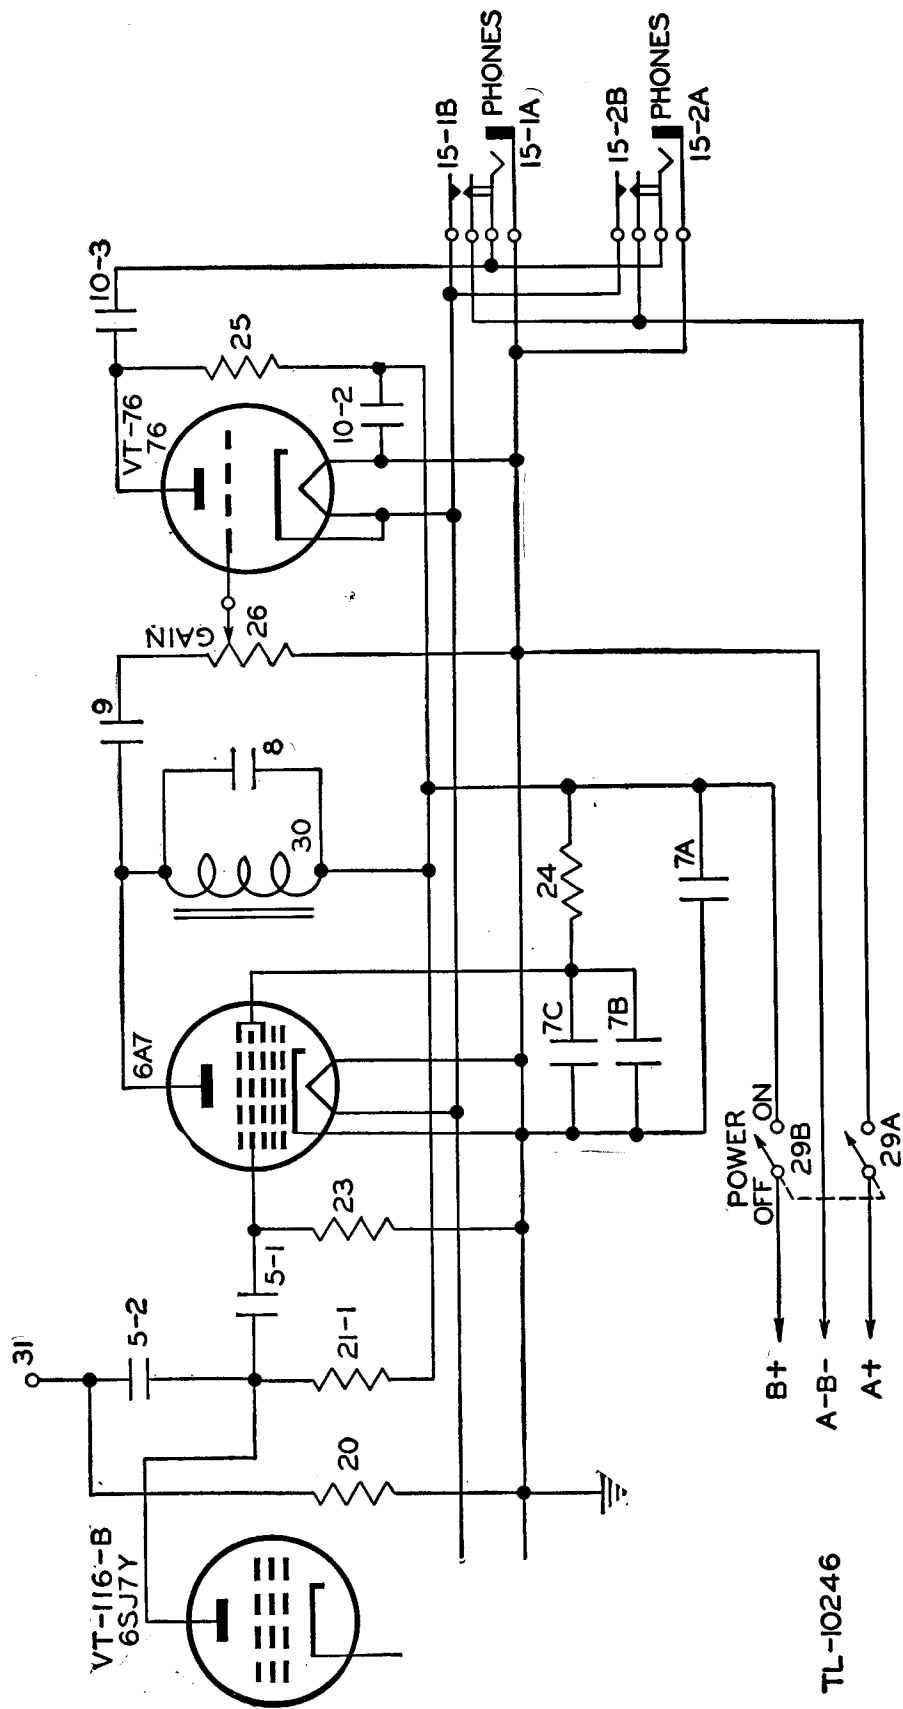 VT-116-B
6SJ7Y
31
5-2
20
21-1
5-1
23
6A7
30
8
9
GAIN
26
VT-76
76
25
10-2
10-3
7C
7B
24
7A
15-1B
PHONES
15-1A
15-2B
PHONES
15-2A
POWER
OFF
ON
29B
29A
B+
A-B-
A+
TL-10246